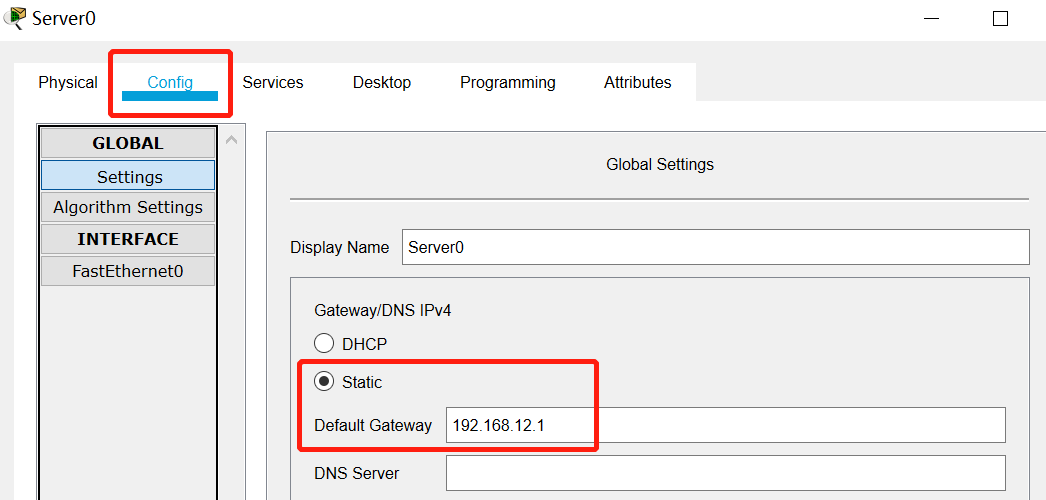 Server0
Physical Config Services Desktop Programming Attributes
GLOBAL
Settings
Algorithm Settings
INTERFACE
FastEthernet0
Global Settings
Display Name Server0
Gateway/DNS IPv4
DHCP
Static
Default Gateway 192.168.12.1
DNS Server